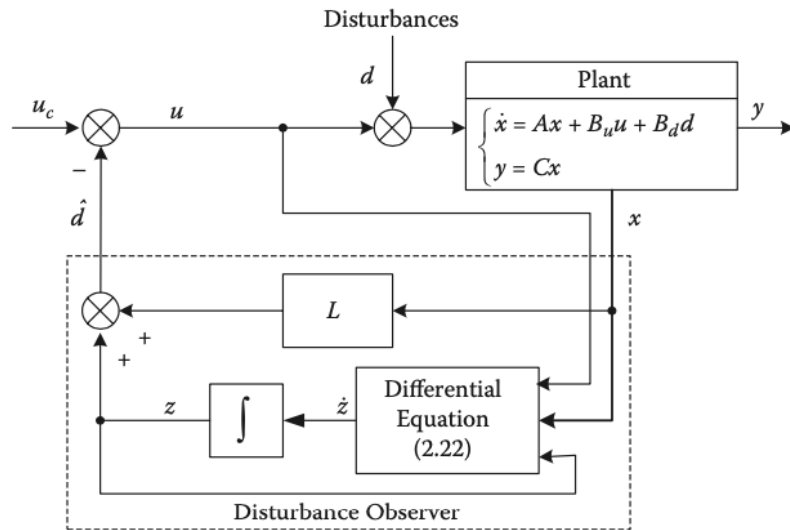 Disturbances
d
Plant
u_c
u
y
ẋ = Ax + B_u u + B_d d
y = Cx
−
d̂
x
L
+
+
z
∫
ż
Differential
Equation
(2.22)
Disturbance Observer